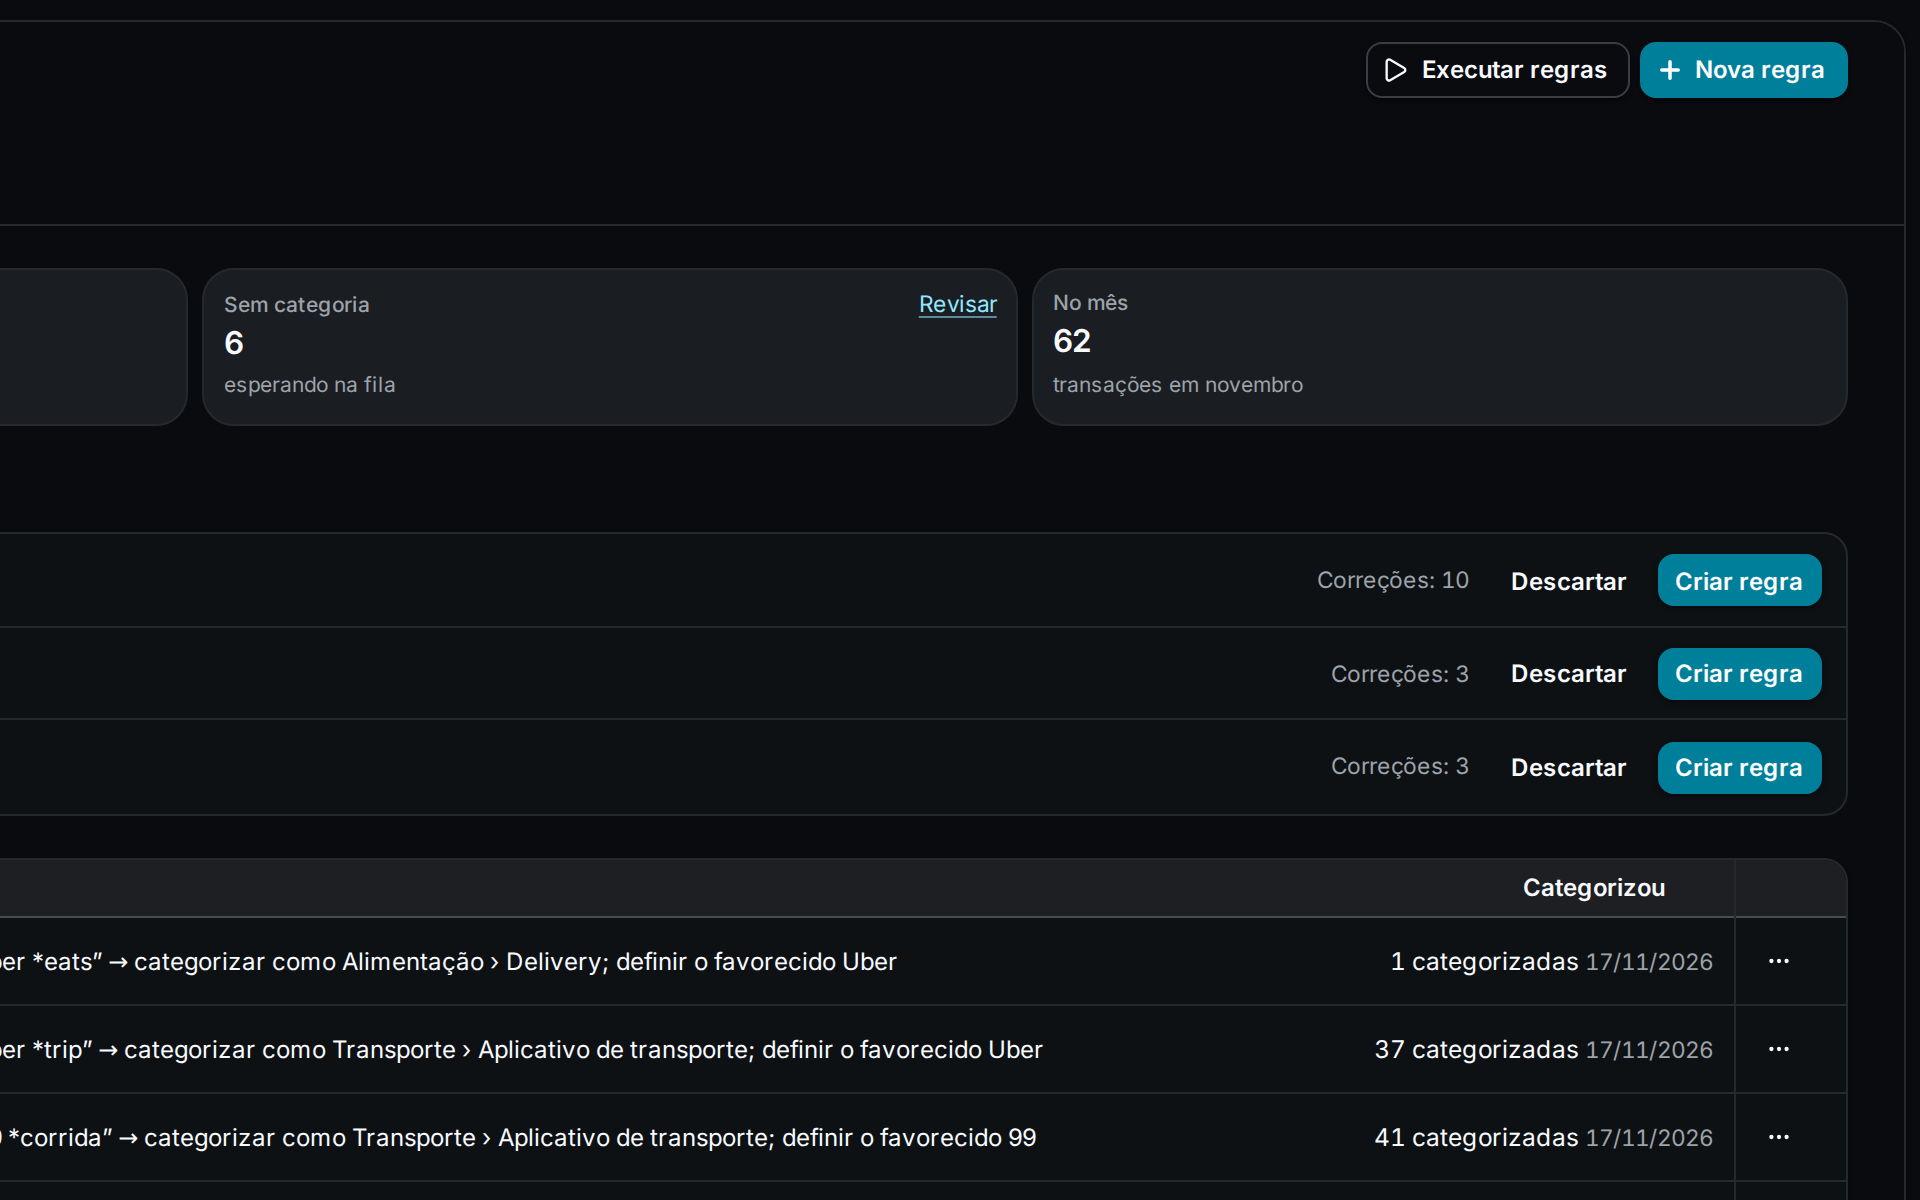 Executar regras
Nova regra
Sem categoria
Revisar
6
esperando na fila
No mês
62
transações em novembro
Correções: 10 Descartar Criar regra
Correções: 3 Descartar Criar regra
Correções: 3 Descartar Criar regra
Categorizou
*eats” → categorizar como Alimentação › Delivery; definir o favorecido Uber 1 categorizadas 17/11/2026
*trip” → categorizar como Transporte › Aplicativo de transporte; definir o favorecido Uber 37 categorizadas 17/11/2026
*corrida” → categorizar como Transporte › Aplicativo de transporte; definir o favorecido 99 41 categorizadas 17/11/2026